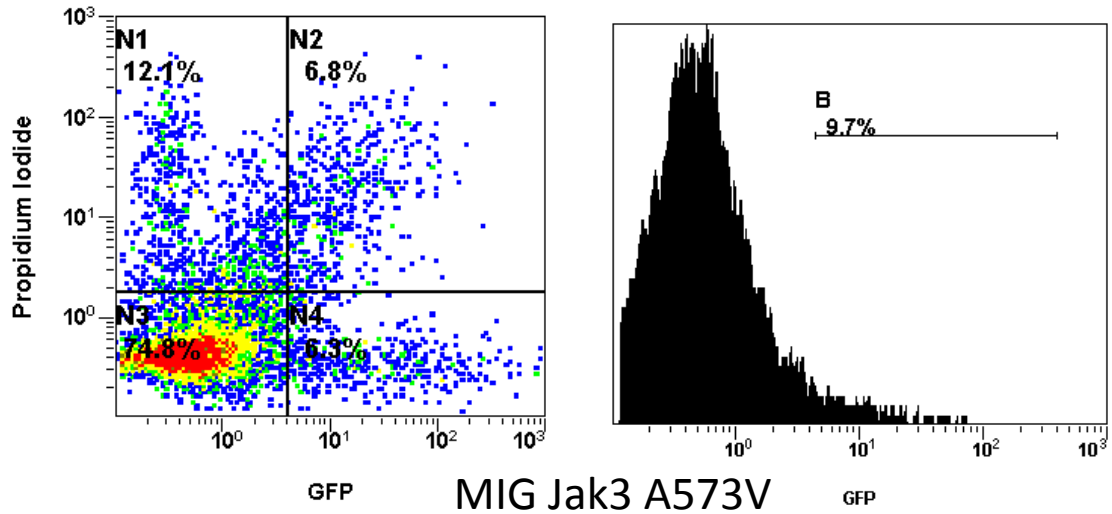 10³
10²
10¹
10⁰
Propidium Iodide
N1
12.1%
N2
6.8%
N3
74.8%
N4
6.3%
10⁰ 10¹ 10² 10³
GFP
B
9.7%
10⁰ 10¹ 10² 10³
GFP
MIG Jak3 A573V